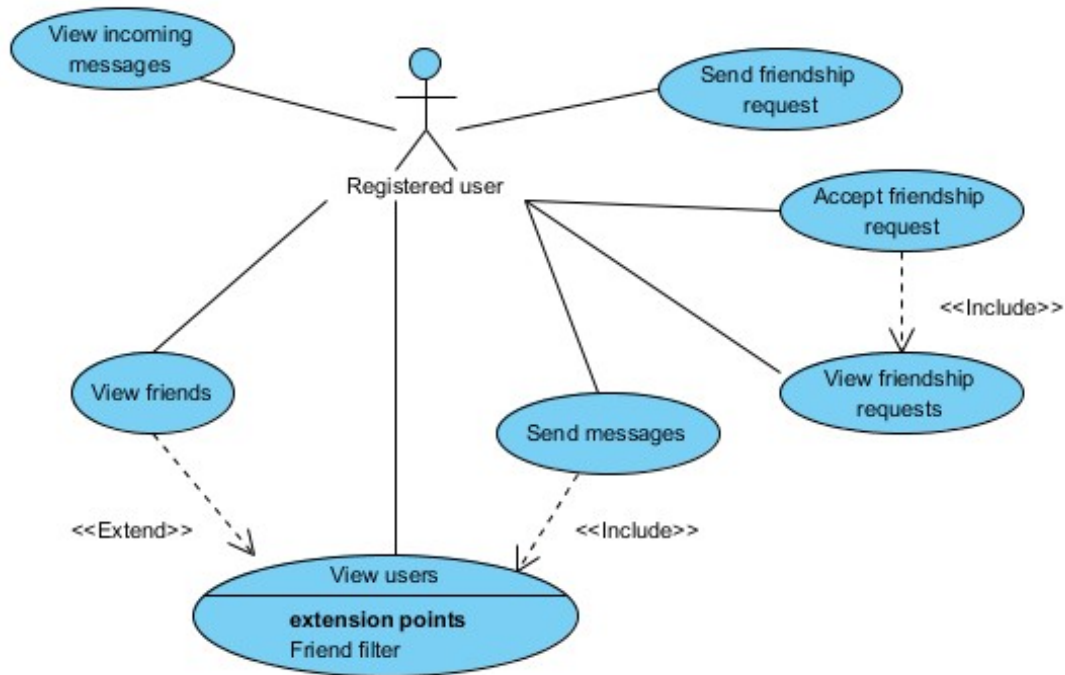 View incoming
messages
Send friendship
request
Registered user
Accept friendship
request
<<Include>>
View friendship
requests
View friends
Send messages
<<Extend>>
<<Include>>
View users
extension points
Friend filter